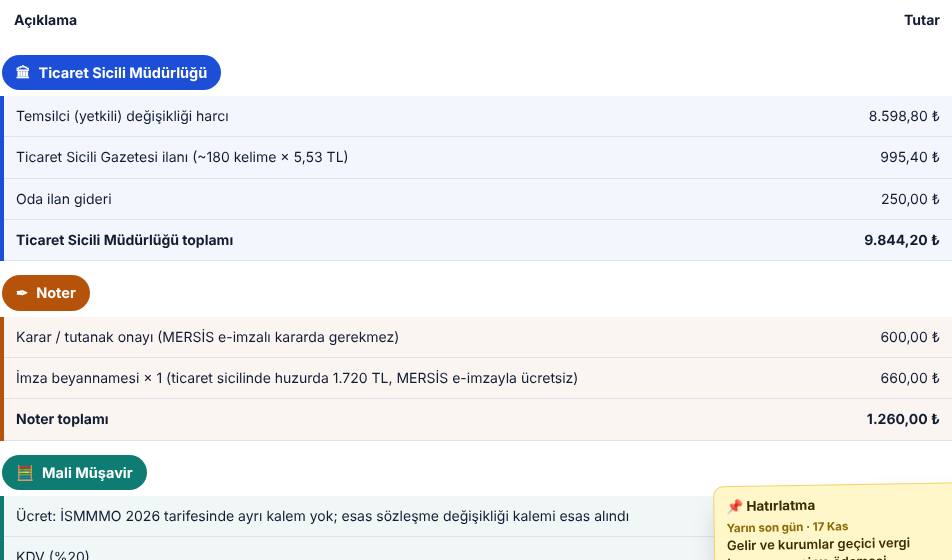 Açıklama Tutar
Ticaret Sicili Müdürlüğü
Temsilci (yetkili) değişikliği harcı 8.598,80 ₺
Ticaret Sicili Gazetesi ilanı (~180 kelime × 5,53 TL) 995,40 ₺
Oda ilan gideri 250,00 ₺
Ticaret Sicili Müdürlüğü toplamı 9.844,20 ₺
Noter
Karar / tutanak onayı (MERSİS e-imzalı kararda gerekmez) 600,00 ₺
İmza beyannamesi × 1 (ticaret sicilinde huzurda 1.720 TL, MERSİS e-imzayla ücretsiz) 660,00 ₺
Noter toplamı 1.260,00 ₺
Mali Müşavir
Ücret: İSMMMO 2026 tarifesinde ayrı kalem yok; esas sözleşme değişikliği kalemi esas alındı
KDV (%20)
📌 Hatırlatma
Yarın son gün · 17 Kas
Gelir ve kurumlar geçici vergi